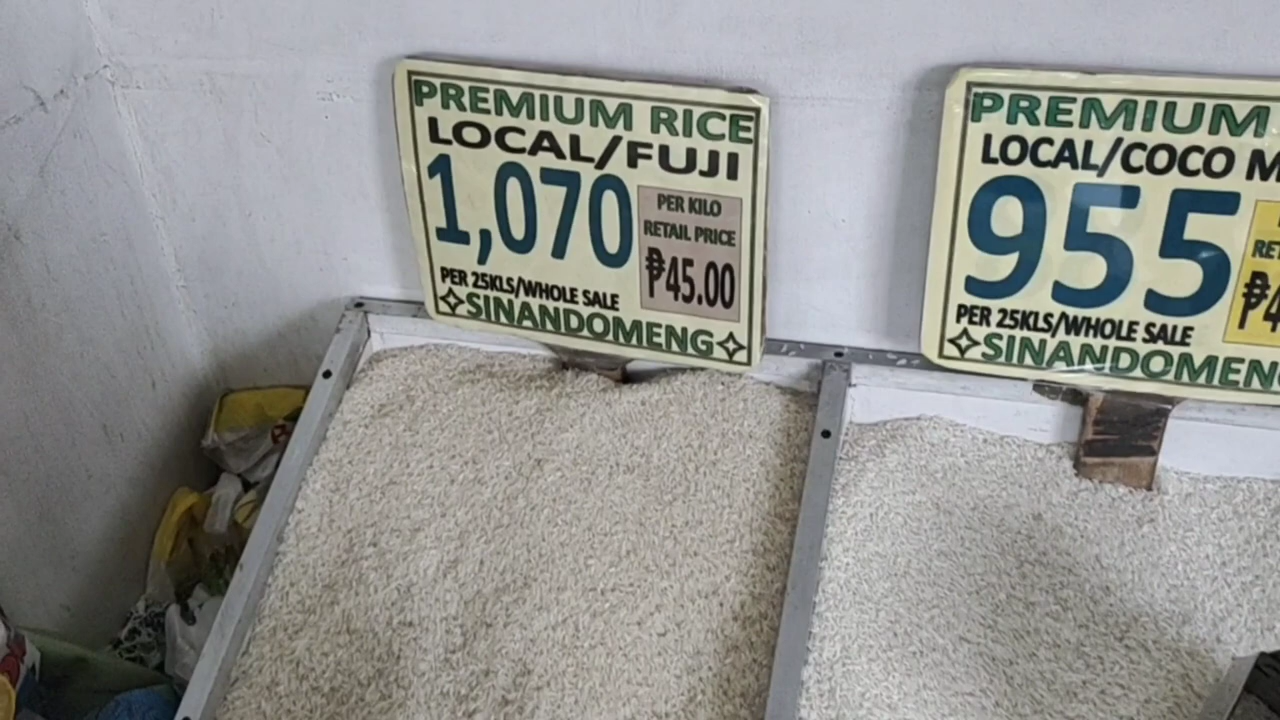 PREMIUM RICE
LOCAL/FUJI
1,070
PER KILO
RETAIL PRICE
₱45.00
PER 25KLS/WHOLE SALE
SINANDOMENG
PREMIUM
LOCAL/COCO
955
PER 25KLS/WHOLE SALE
SINANDOMENG